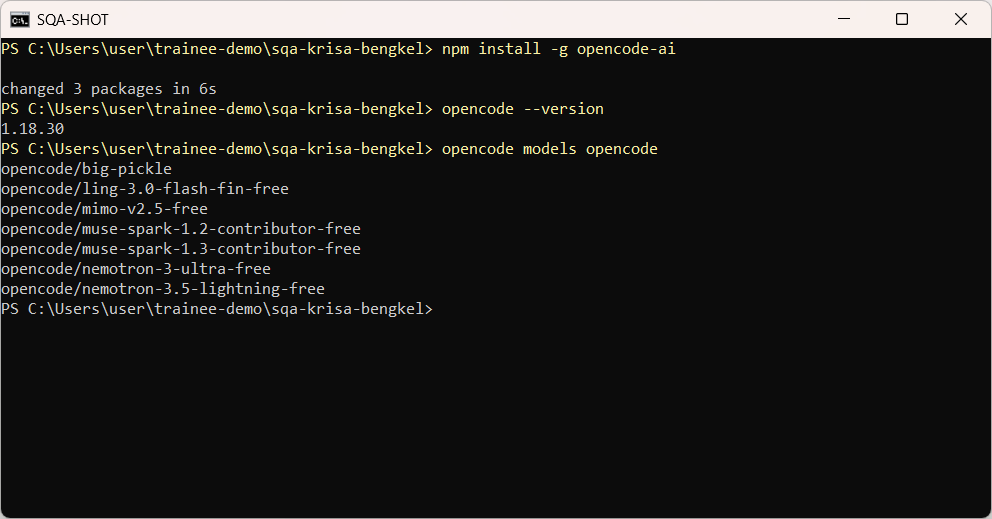 SQA-SHOT
PS C:\Users\user\trainee-demo\sqa-krisa-bengkel> npm install -g opencode-ai
changed 3 packages in 6s
PS C:\Users\user\trainee-demo\sqa-krisa-bengkel> opencode --version
1.18.30
PS C:\Users\user\trainee-demo\sqa-krisa-bengkel> opencode models opencode
opencode/big-pickle
opencode/ling-3.0-flash-fin-free
opencode/mimo-v2.5-free
opencode/muse-spark-1.2-contributor-free
opencode/muse-spark-1.3-contributor-free
opencode/nemotron-3-ultra-free
opencode/nemotron-3.5-lightning-free
PS C:\Users\user\trainee-demo\sqa-krisa-bengkel>